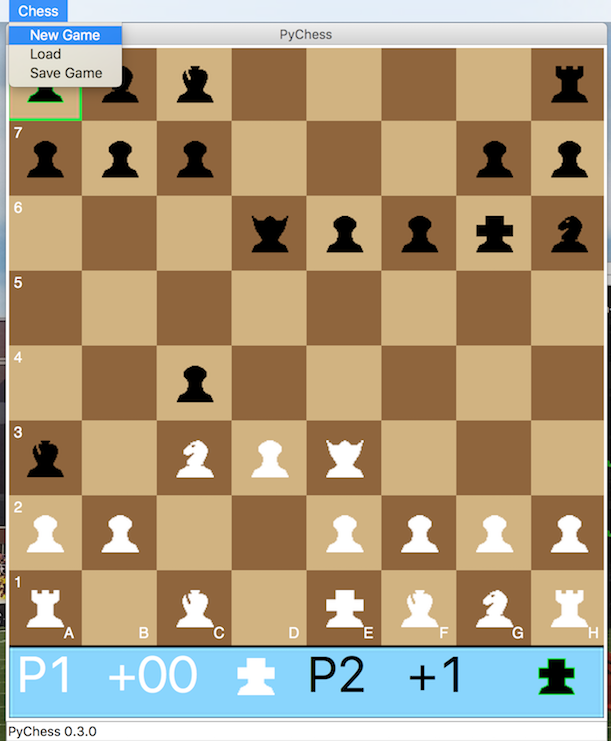 Chess
New Game
PyChess
Load
Save Game
7
6
5
4
3
2
1
A B C D E F G H
P1 +00 P2 +1
PyChess 0.3.0